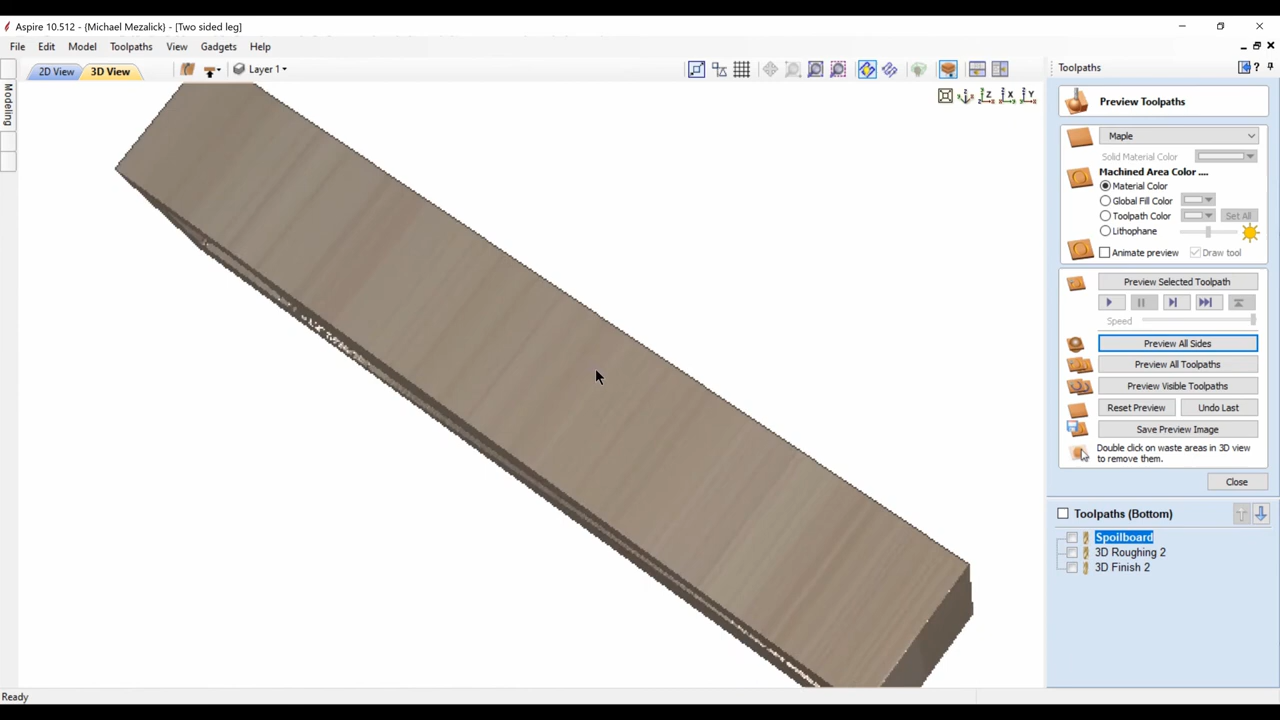 Aspire 10.512 - {Michael Mezalick} - [Two sided leg]
File Edit Model Toolpaths View Gadgets Help
2D View 3D View Layer 1 Toolpaths
Modeling
Z X Y
Preview Toolpaths
Maple
Solid Material Color
Machined Area Color ....
Material Color
Global Fill Color
Toolpath Color Set All
Lithophane
Animate preview Draw tool
Preview Selected Toolpath
Speed
Preview All Sides
Preview All Toolpaths
Preview Visible Toolpaths
Reset Preview Undo Last
Save Preview Image
Double click on waste areas in 3D view
to remove them.
Close
Toolpaths (Bottom)
Spoilboard
3D Roughing 2
3D Finish 2
Ready